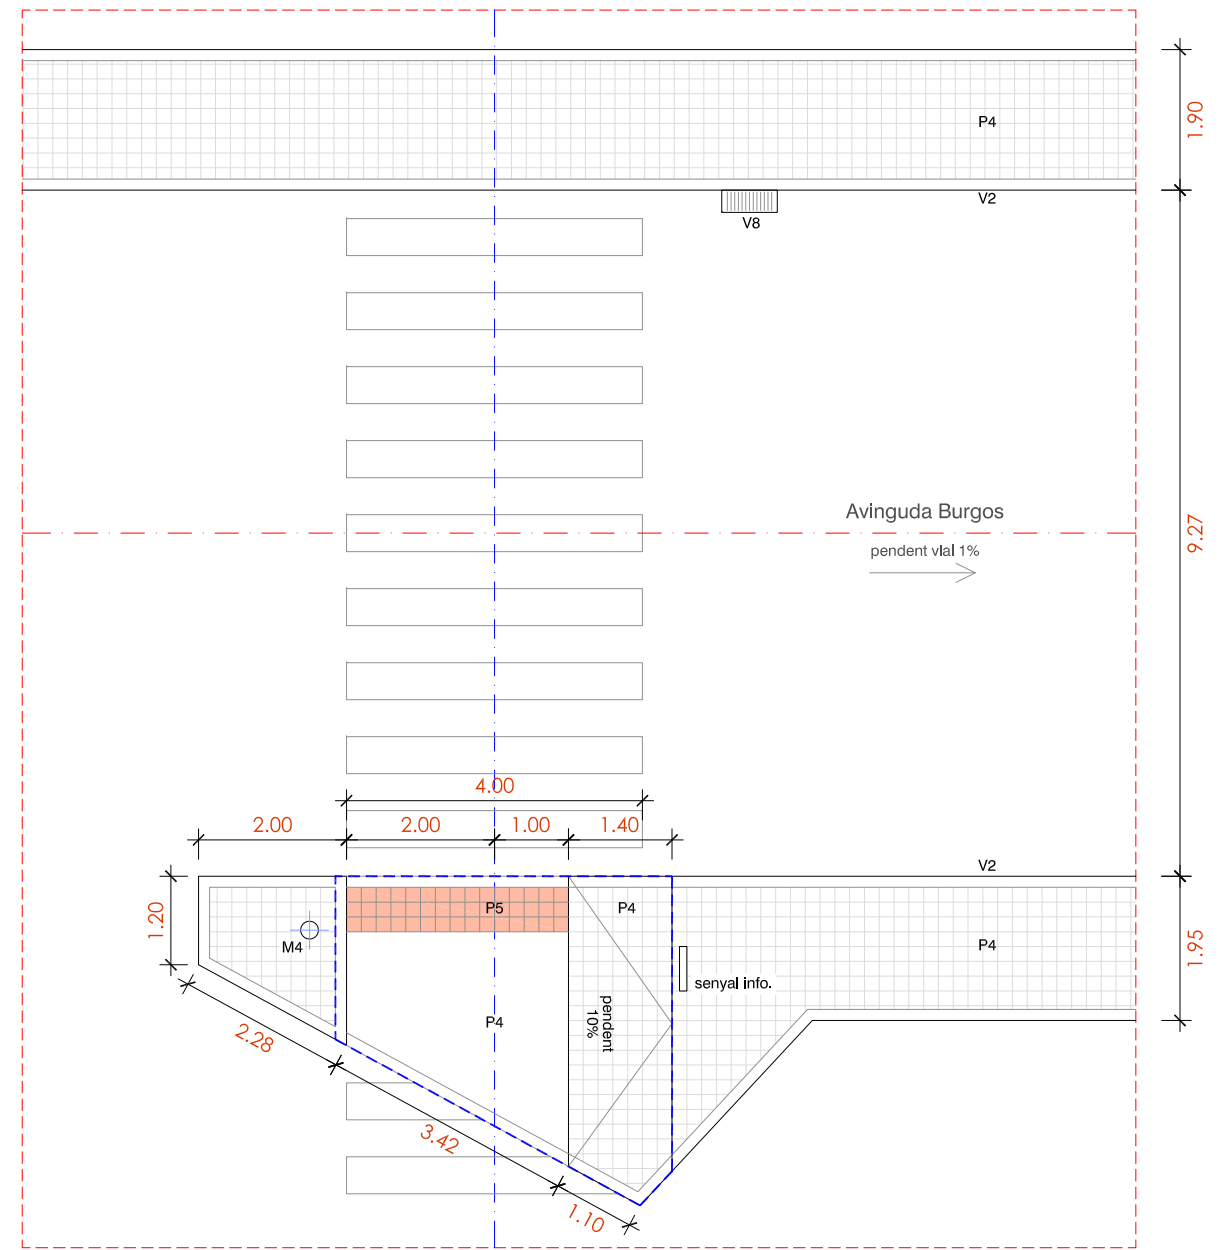 P4
1.90
V2
V8
Avinguda Burgos
pendent vial 1%
9.27
4.00
2.00
2.00
1.00
1.40
V2
1.20
P5
P4
M4
P4
1.95
senyal info.
P4
pendent
10%
2.28
3.42
1.10